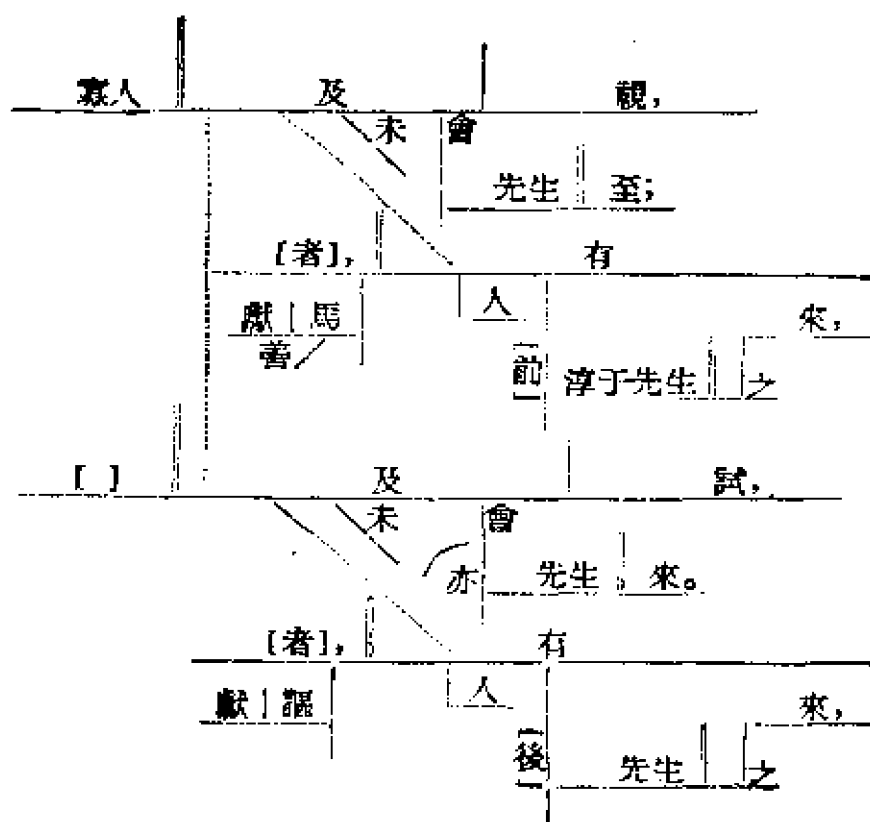 寡人 及 視,
未 會
先生 至;
[者], 有
人
獻 馬 來,
善 [前] 淳于先生 之
[ ] 及 試,
未 會
亦 先生 來。
[者], 有
人
獻 謳 來,
[後] 先生 之